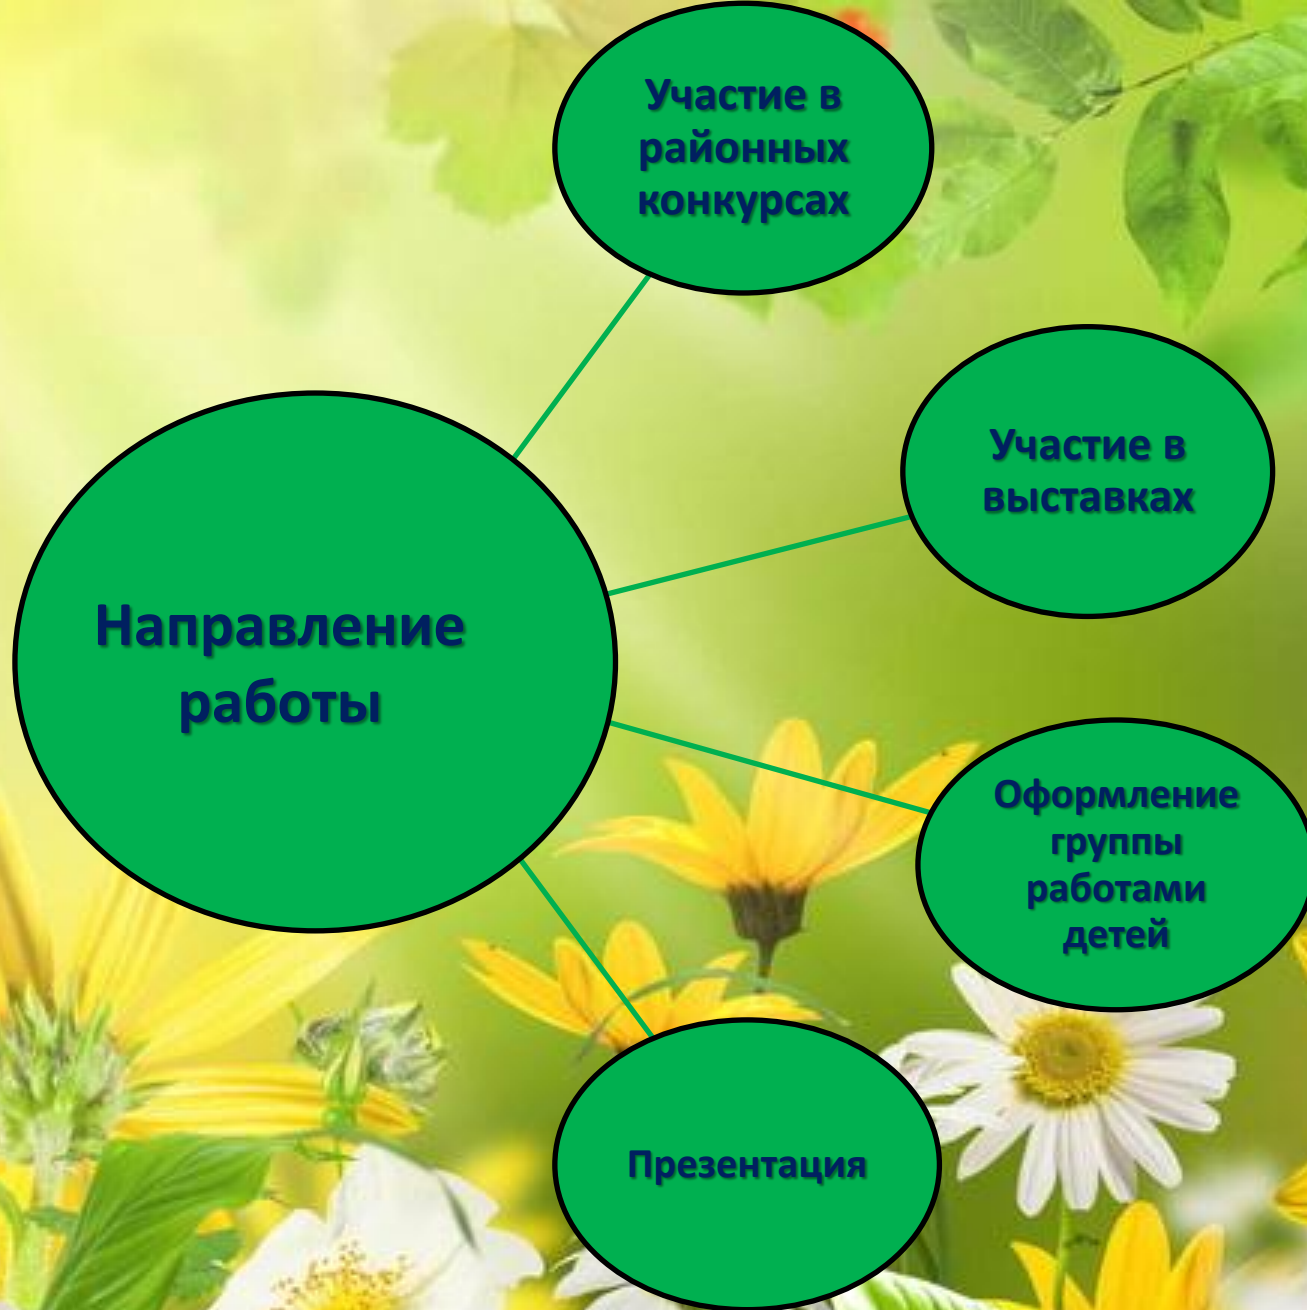 Участие в
районных
конкурсах
Участие в
выставках
Направление
работы
Оформление
группы
работами
детей
Презентация